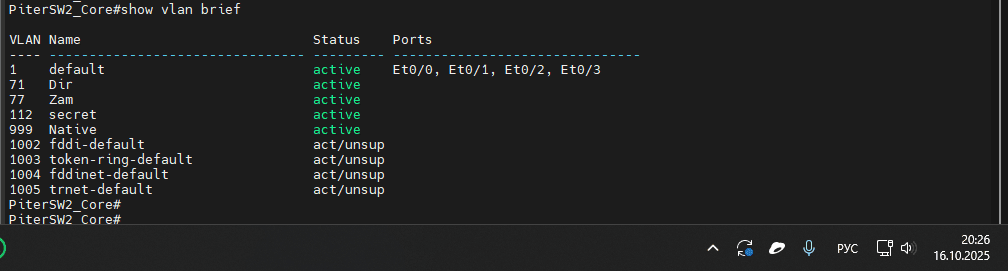 PiterSW2_Core#show vlan brief
VLAN Name                             Status    Ports
---- -------------------------------- --------- -------------------------------
1    default                          active    Et0/0, Et0/1, Et0/2, Et0/3
71   Dir                              active
77   Zam                              active
112  secret                           active
999  Native                           active
1002 fddi-default                     act/unsup
1003 token-ring-default               act/unsup
1004 fddinet-default                  act/unsup
1005 trnet-default                    act/unsup
PiterSW2_Core#
PiterSW2_Core#
РУС
20:26
16.10.2025